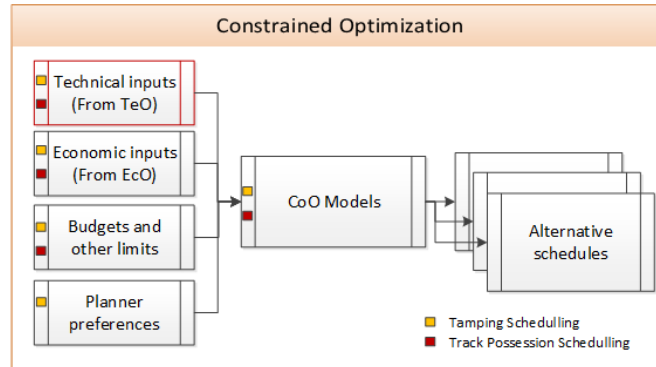 Constrained Optimization
Technical inputs
(From TeO)
Economic inputs
(From EcO)
Budgets and
other limits
Planner
preferences
CoO Models
Alternative
schedules
Tamping Schedulling
Track Possession Schedulling